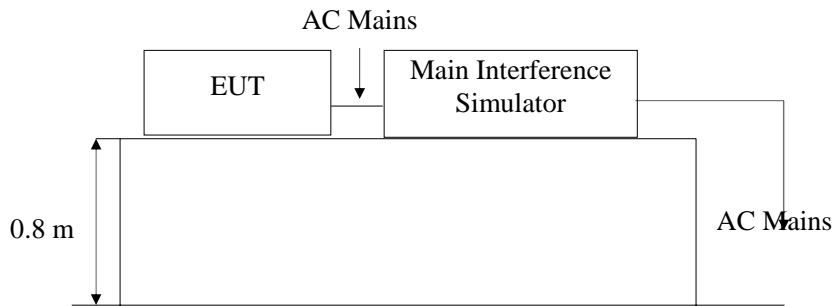 AC Mains
EUT
Main Interference
Simulator
0.8 m
AC Mains